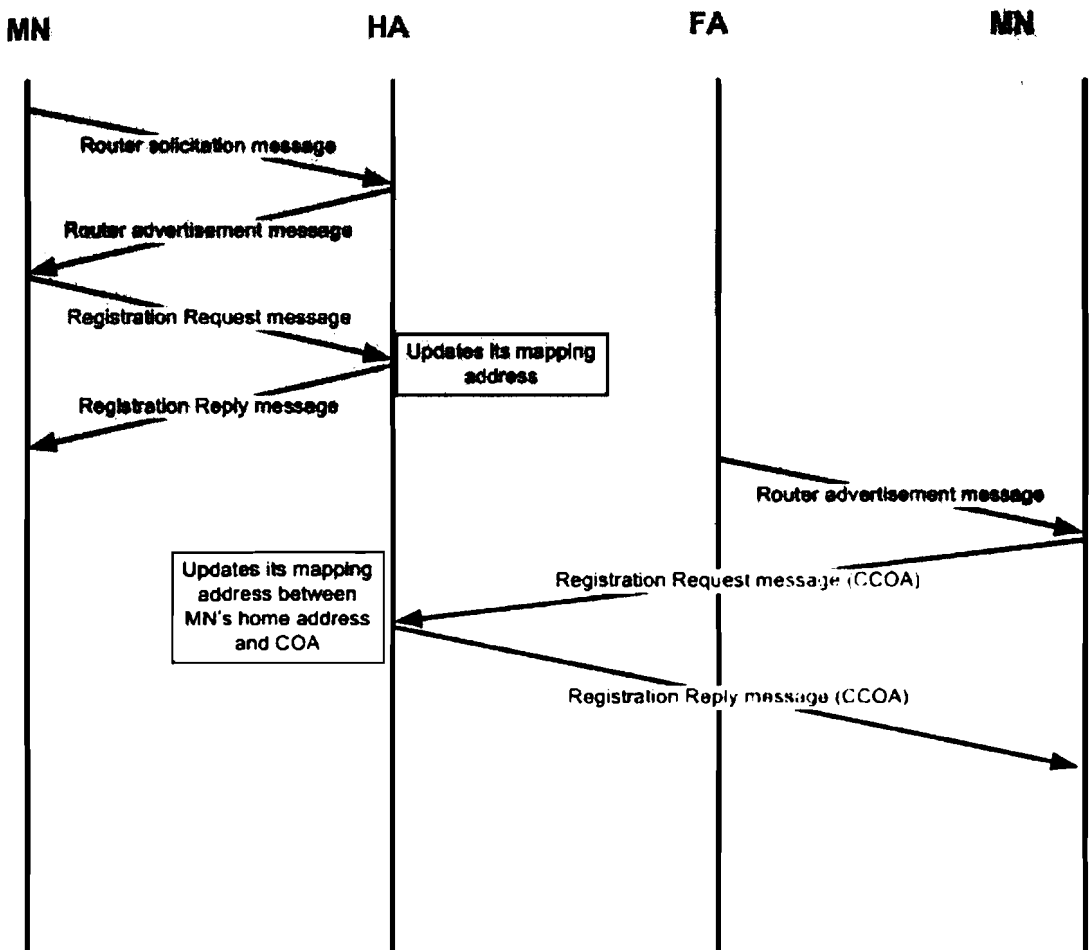 MN
HA
FA
MN
Router solicitation message
Router advertisement message
Registration Request message
Updates its mapping
address
Registration Reply message
Router advertisement message
Updates its mapping
address between
MN's home address
and COA
Registration Request message (CCOA)
Registration Reply message (CCOA)